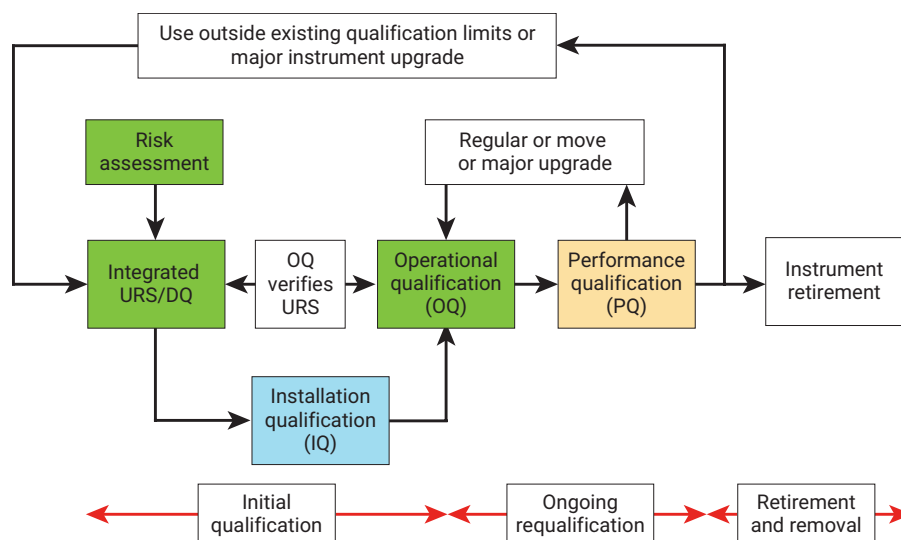 Use outside existing qualification limits or
major instrument upgrade
Risk
assessment
Regular or move
or major upgrade
Integrated
URS/DQ
OQ
verifies
URS
Operational
qualification
(OQ)
Performance
qualification
(PQ)
Instrument
retirement
Installation
qualification
(IQ)
Initial
qualification
Ongoing
requalification
Retirement
and removal